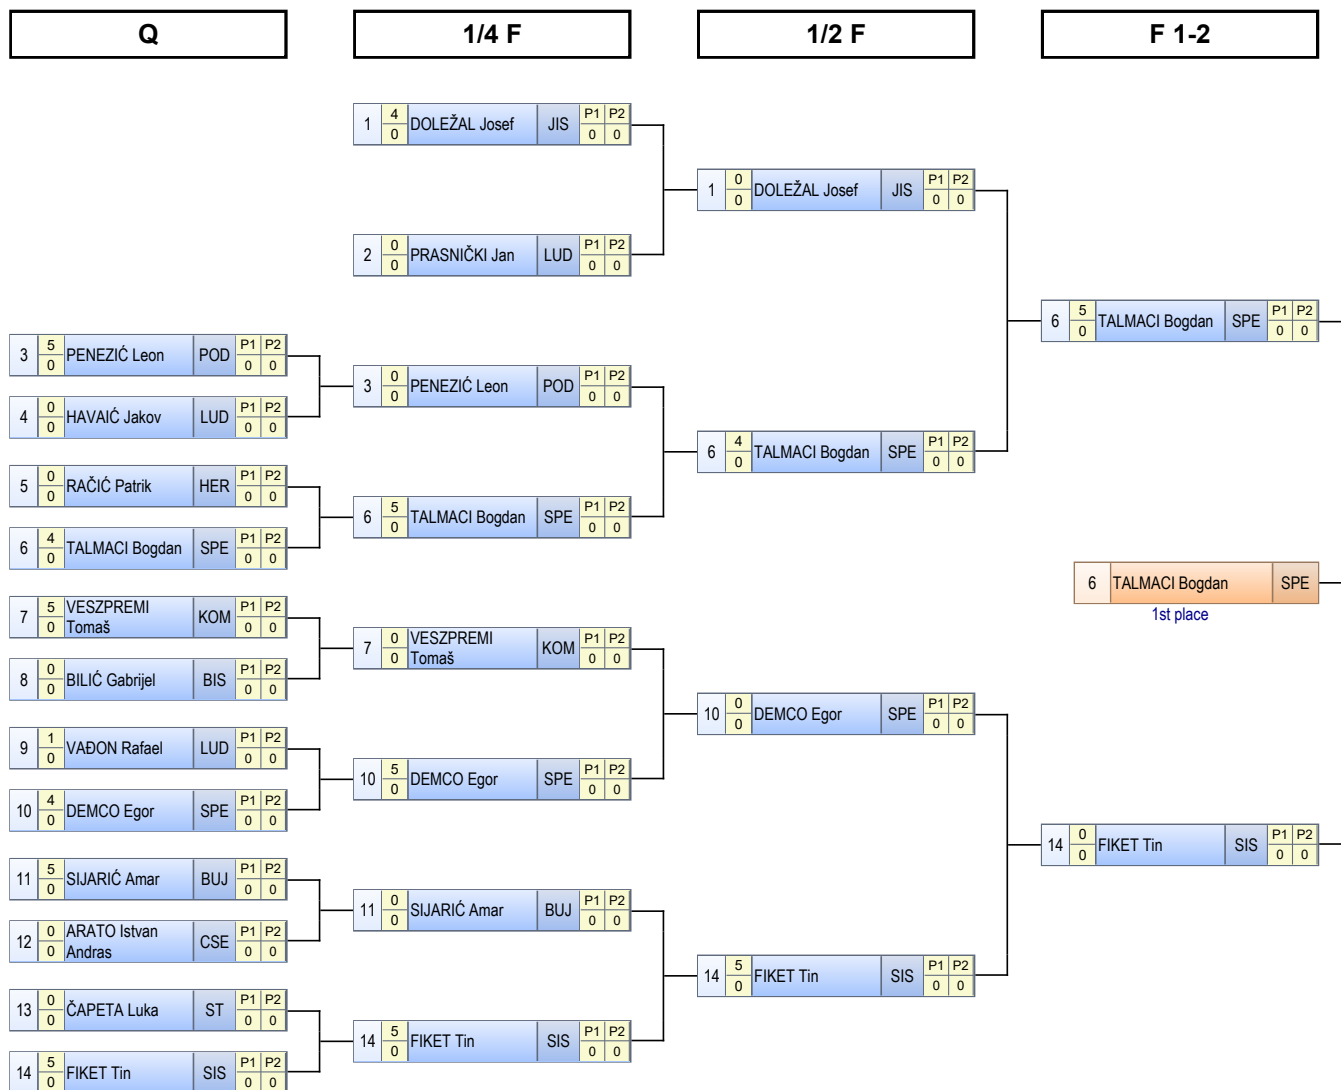 Q
1/4 F
1/2 F
F 1-2
1 4 0 DOLEŽAL Josef JIS P1 P2 0 0
2 0 0 PRASNIČKI Jan LUD P1 P2 0 0
3 5 0 PENEZIĆ Leon POD P1 P2 0 0
4 0 0 HAVAIĆ Jakov LUD P1 P2 0 0
5 0 0 RAČIĆ Patrik HER P1 P2 0 0
6 4 0 TALMACI Bogdan SPE P1 P2 0 0
7 5 0 VESZPREMI
Tomaš KOM P1 P2 0 0
8 0 0 BILIĆ Gabrijel BIS P1 P2 0 0
9 1 0 VAĐON Rafael LUD P1 P2 0 0
10 4 0 DEMCO Egor SPE P1 P2 0 0
11 5 0 SIJARIĆ Amar BUJ P1 P2 0 0
12 0 0 ARATO Istvan
Andras CSE P1 P2 0 0
13 0 0 ČAPETA Luka ST P1 P2 0 0
14 5 0 FIKET Tin SIS P1 P2 0 0
3 0 0 PENEZIĆ Leon POD P1 P2 0 0
6 5 0 TALMACI Bogdan SPE P1 P2 0 0
7 0 0 VESZPREMI
Tomaš KOM P1 P2 0 0
10 5 0 DEMCO Egor SPE P1 P2 0 0
11 0 0 SIJARIĆ Amar BUJ P1 P2 0 0
14 5 0 FIKET Tin SIS P1 P2 0 0
1 0 0 DOLEŽAL Josef JIS P1 P2 0 0
6 4 0 TALMACI Bogdan SPE P1 P2 0 0
10 0 0 DEMCO Egor SPE P1 P2 0 0
14 5 0 FIKET Tin SIS P1 P2 0 0
6 5 0 TALMACI Bogdan SPE P1 P2 0 0
6 TALMACI Bogdan SPE
1st place
14 0 0 FIKET Tin SIS P1 P2 0 0